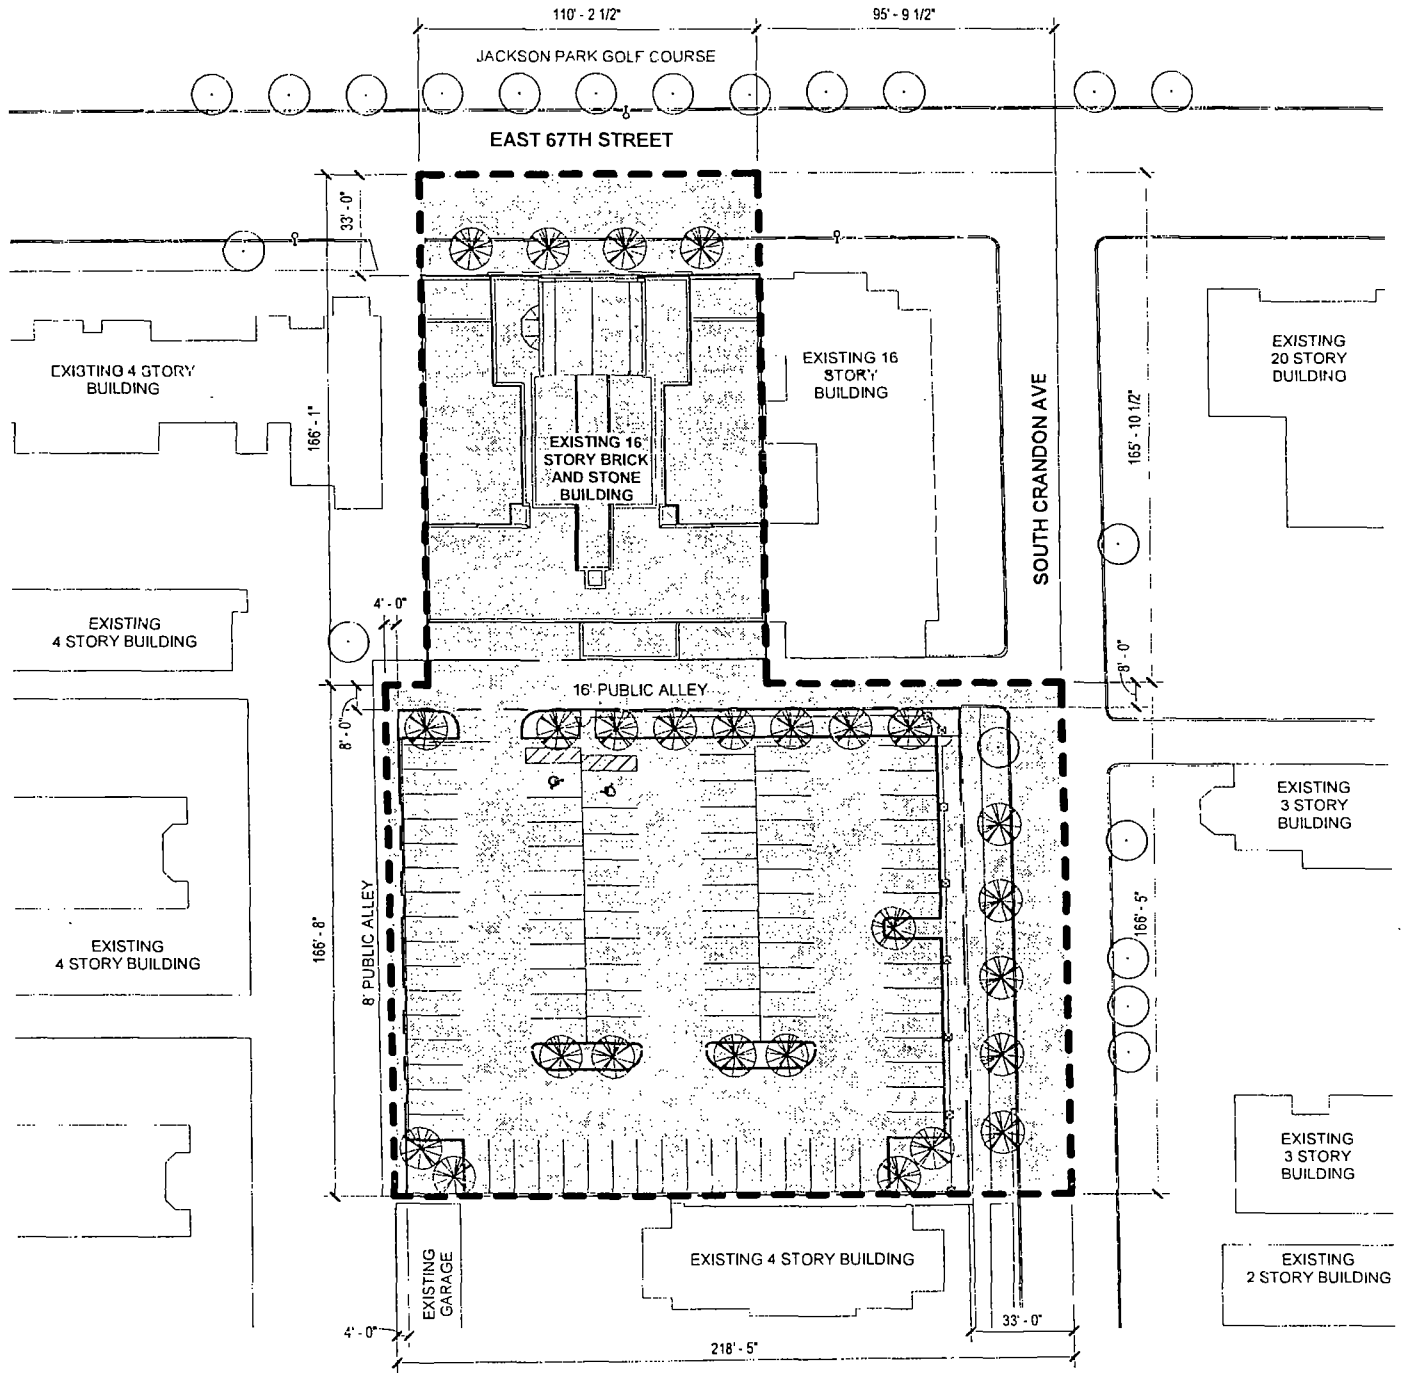 110' - 2 1/2"
95' - 9 1/2"
JACKSON PARK GOLF COURSE
EAST 67TH STREET
33' - 0"
EXISTING 4 STORY
BUILDING
166' - 1"
EXISTING 16
STORY BRICK
AND STONE
BUILDING
EXISTING 16
STORY
BUILDING
SOUTH CRANDON AVE
165' - 10 1/2"
EXISTING
20 STORY
BUILDING
EXISTING
4 STORY BUILDING
4' - 0"
8' - 0"
16' PUBLIC ALLEY
8' - 0"
EXISTING
3 STORY
BUILDING
8' PUBLIC ALLEY
166' - 8"
166' - 5"
EXISTING
4 STORY BUILDING
EXISTING
3 STORY
BUILDING
EXISTING
GARAGE
EXISTING 4 STORY BUILDING
EXISTING
2 STORY BUILDING
4' - 0"
33' - 0"
218' - 5"